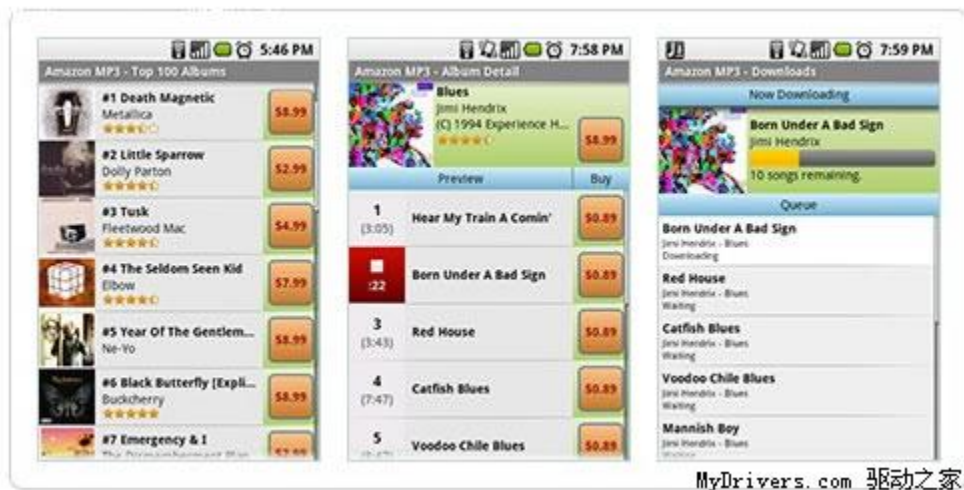 5:46 PM
Amazon MP3 - Top 100 Albums
#1 Death Magnetic
Metallica
$8.99
#2 Little Sparrow
Dolly Parton
$2.99
#3 Tusk
Fleetwood Mac
$4.99
#4 The Seldom Seen Kid
Elbow
$7.99
#5 Year Of The Gentlem...
Ne-Yo
$8.99
#6 Black Butterfly [Expli...
Buckcherry
$8.99
#7 Emergency & I
The Dismemberment Plan
7:58 PM
Amazon MP3 - Album Detail
Blues
Jimi Hendrix
(C) 1994 Experience H...
$8.99
Preview
Buy
1
(3:05)
Hear My Train A Comin'
$0.89
:22
Born Under A Bad Sign
$0.89
3
(3:43)
Red House
$0.89
4
(7:47)
Catfish Blues
$0.89
5
Voodoo Chile Blues
$0.89
7:59 PM
Amazon MP3 - Downloads
Now Downloading
Born Under A Bad Sign
Jimi Hendrix
10 songs remaining.
Queue
Born Under A Bad Sign
Jimi Hendrix - Blues
Downloading
Red House
Jimi Hendrix - Blues
Waiting
Catfish Blues
Jimi Hendrix - Blues
Waiting
Voodoo Chile Blues
Jimi Hendrix - Blues
Waiting
Mannish Boy
Jimi Hendrix - Blues
Waiting
MyDrivers.com 驱动之家